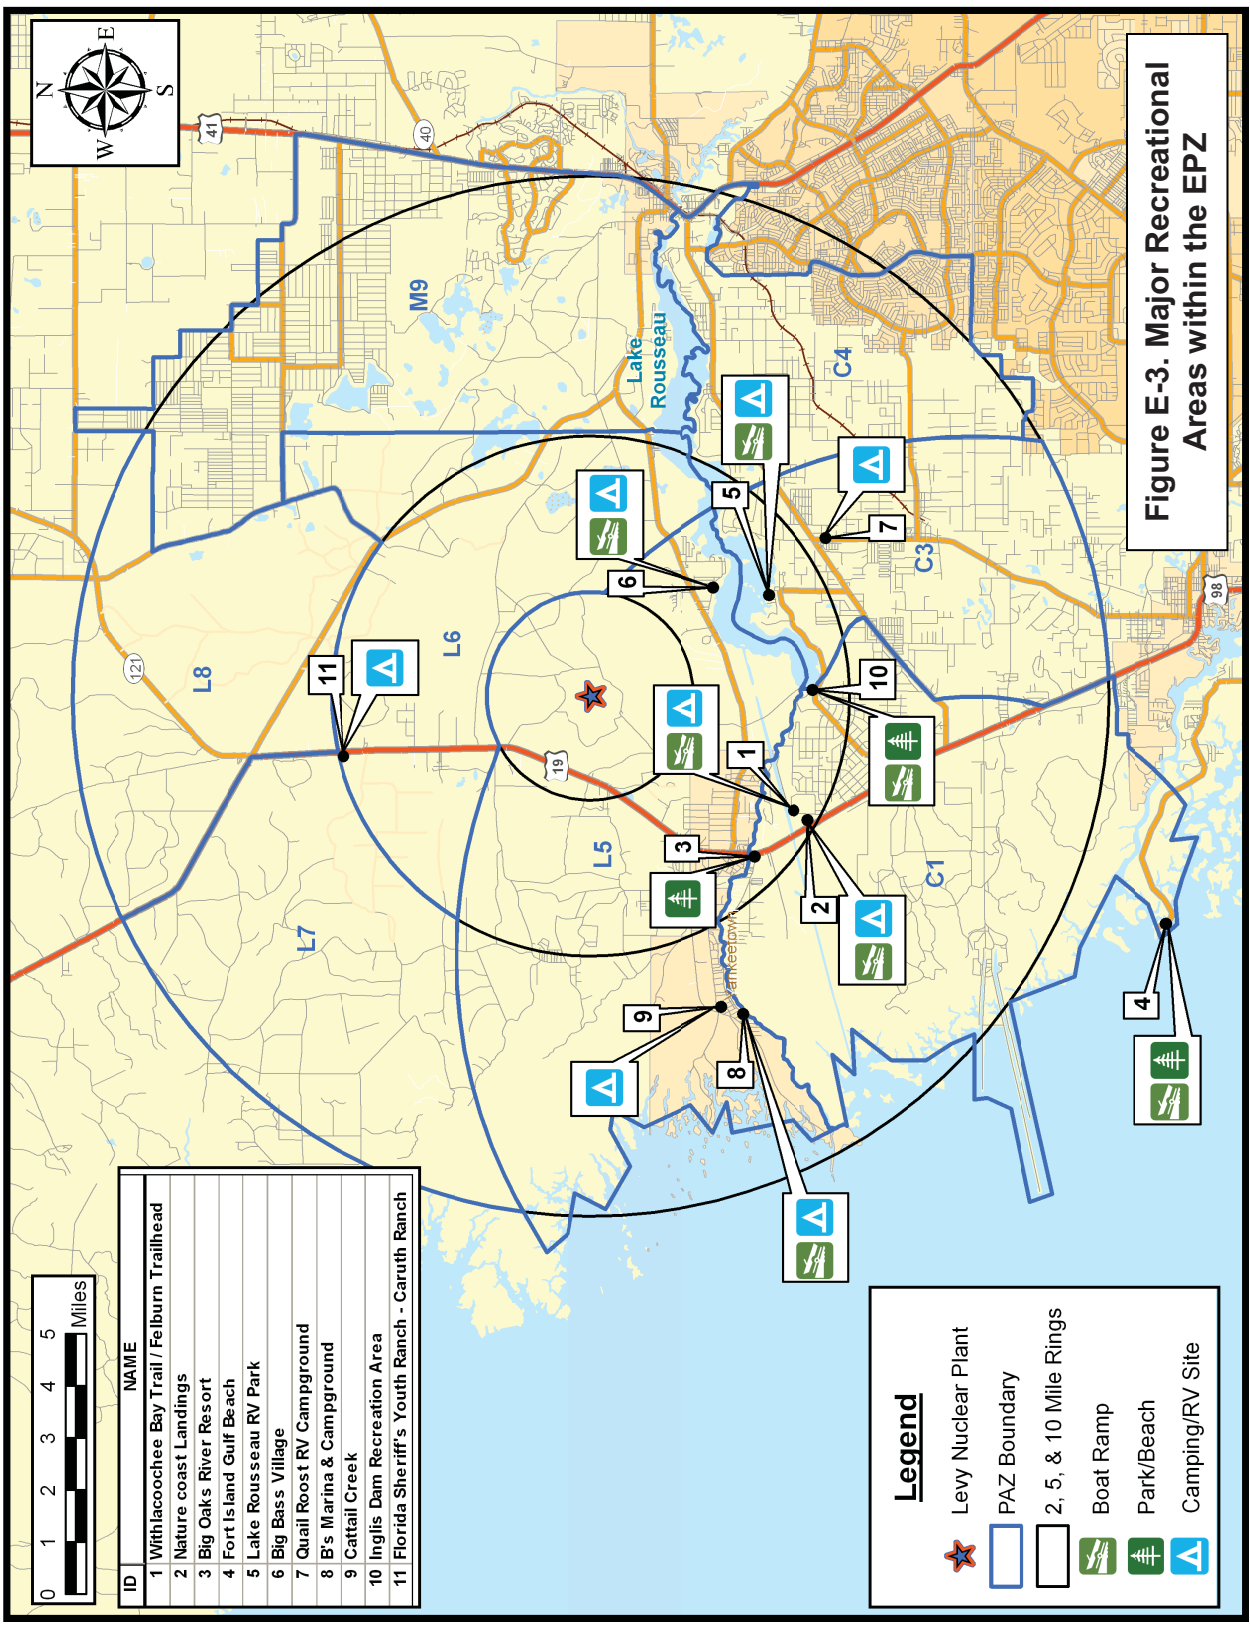 Figure E-3. Major Recreational
Areas within the EPZ
N
W
E
S
0 1 2 3 4 5
Miles
ID NAME
1 Withlacoochee Bay Trail / Felburn Trailhead
2 Nature coast Landings
3 Big Oaks River Resort
4 Fort Island Gulf Beach
5 Lake Rousseau RV Park
6 Big Bass Village
7 Quail Roost RV Campground
8 B's Marina & Campground
9 Cattail Creek
10 Inglis Dam Recreation Area
11 Florida Sheriff's Youth Ranch - Caruth Ranch
Legend
Levy Nuclear Plant
PAZ Boundary
2, 5, & 10 Mile Rings
Boat Ramp
Park/Beach
Camping/RV Site
41
40
121
19
98
L8
L7
L6
L5
M9
C4
C3
C1
Lake
Rousseau
11
6
5
7
10
1
3
2
9
8
4